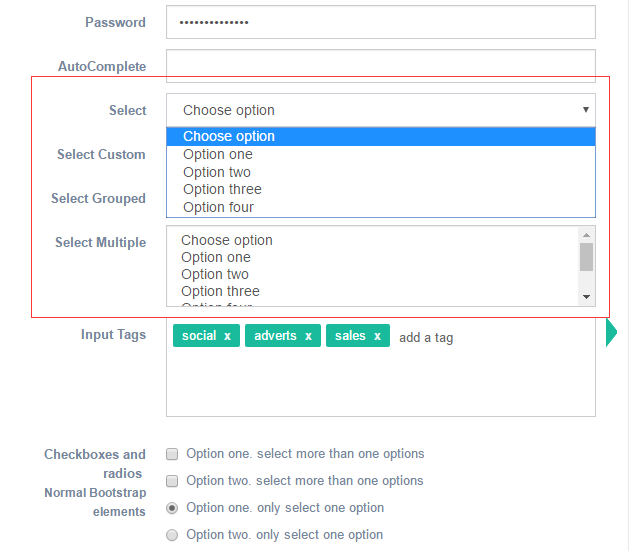 Password ••••••••••••••
AutoComplete
Select Choose option
Choose option
Select Custom Option one
Option two
Select Grouped Option three
Option four
Select Multiple Choose option
Option one
Option two
Option three
Option four
Input Tags social x adverts x sales x add a tag
Checkboxes and Option one. select more than one options
radios
Normal Bootstrap Option two. select more than one options
elements Option one. only select one option
Option two. only select one option